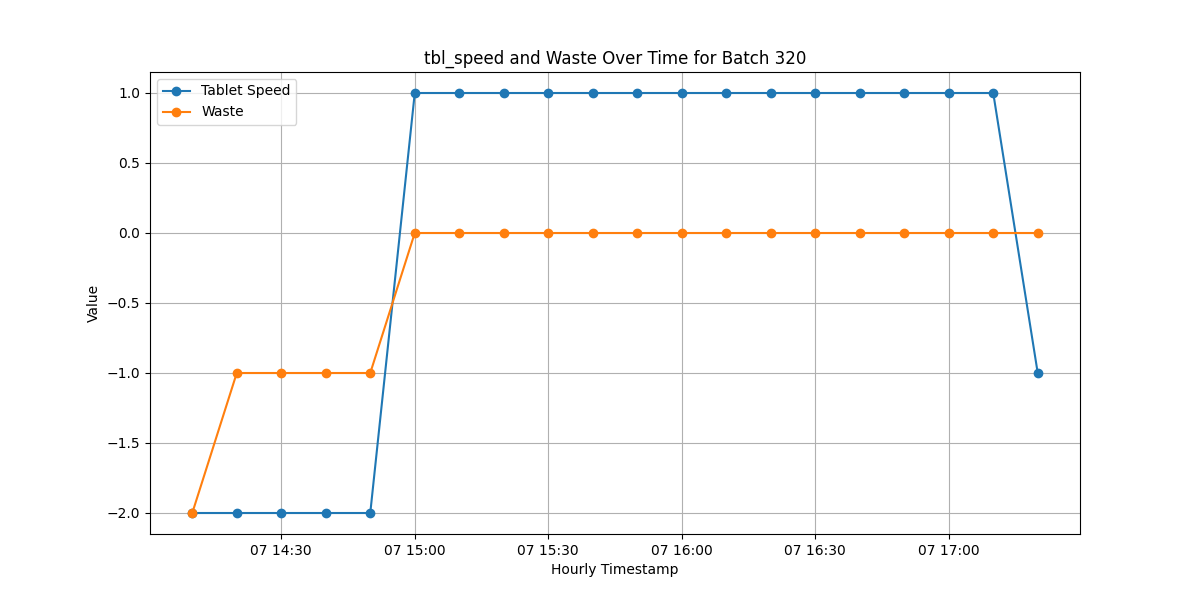 tbl_speed and Waste Over Time for Batch 320
Tablet Speed
Waste
1.0
0.5
0.0
−0.5
−1.0
−1.5
−2.0
Value
07 14:30 07 15:00 07 15:30 07 16:00 07 16:30 07 17:00
Hourly Timestamp